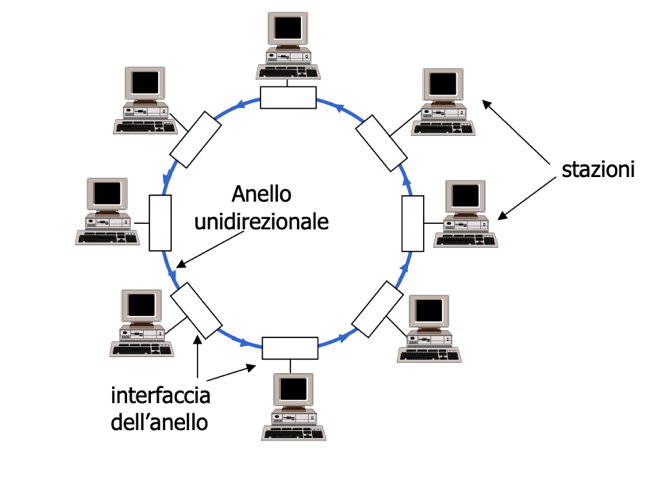 stazioni
Anello
unidirezionale
interfaccia
dell'anello